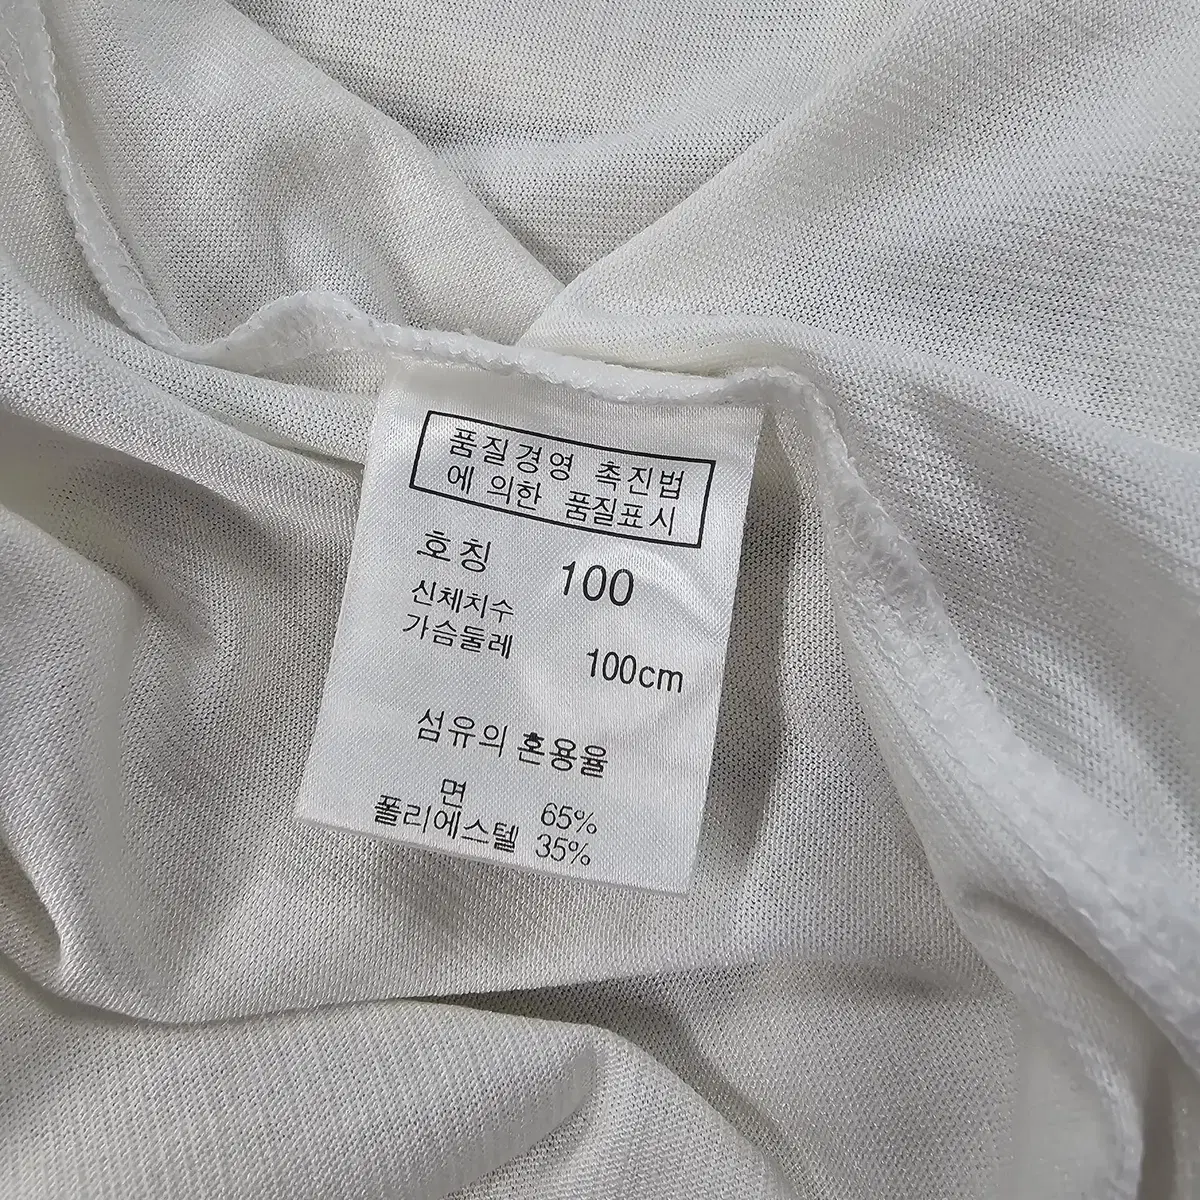 품질경영 촉진법
에 의한 품질표시
호칭 100
신체치수
가슴둘레 100cm
섬유의 혼용율
면 65%
폴리에스텔 35%